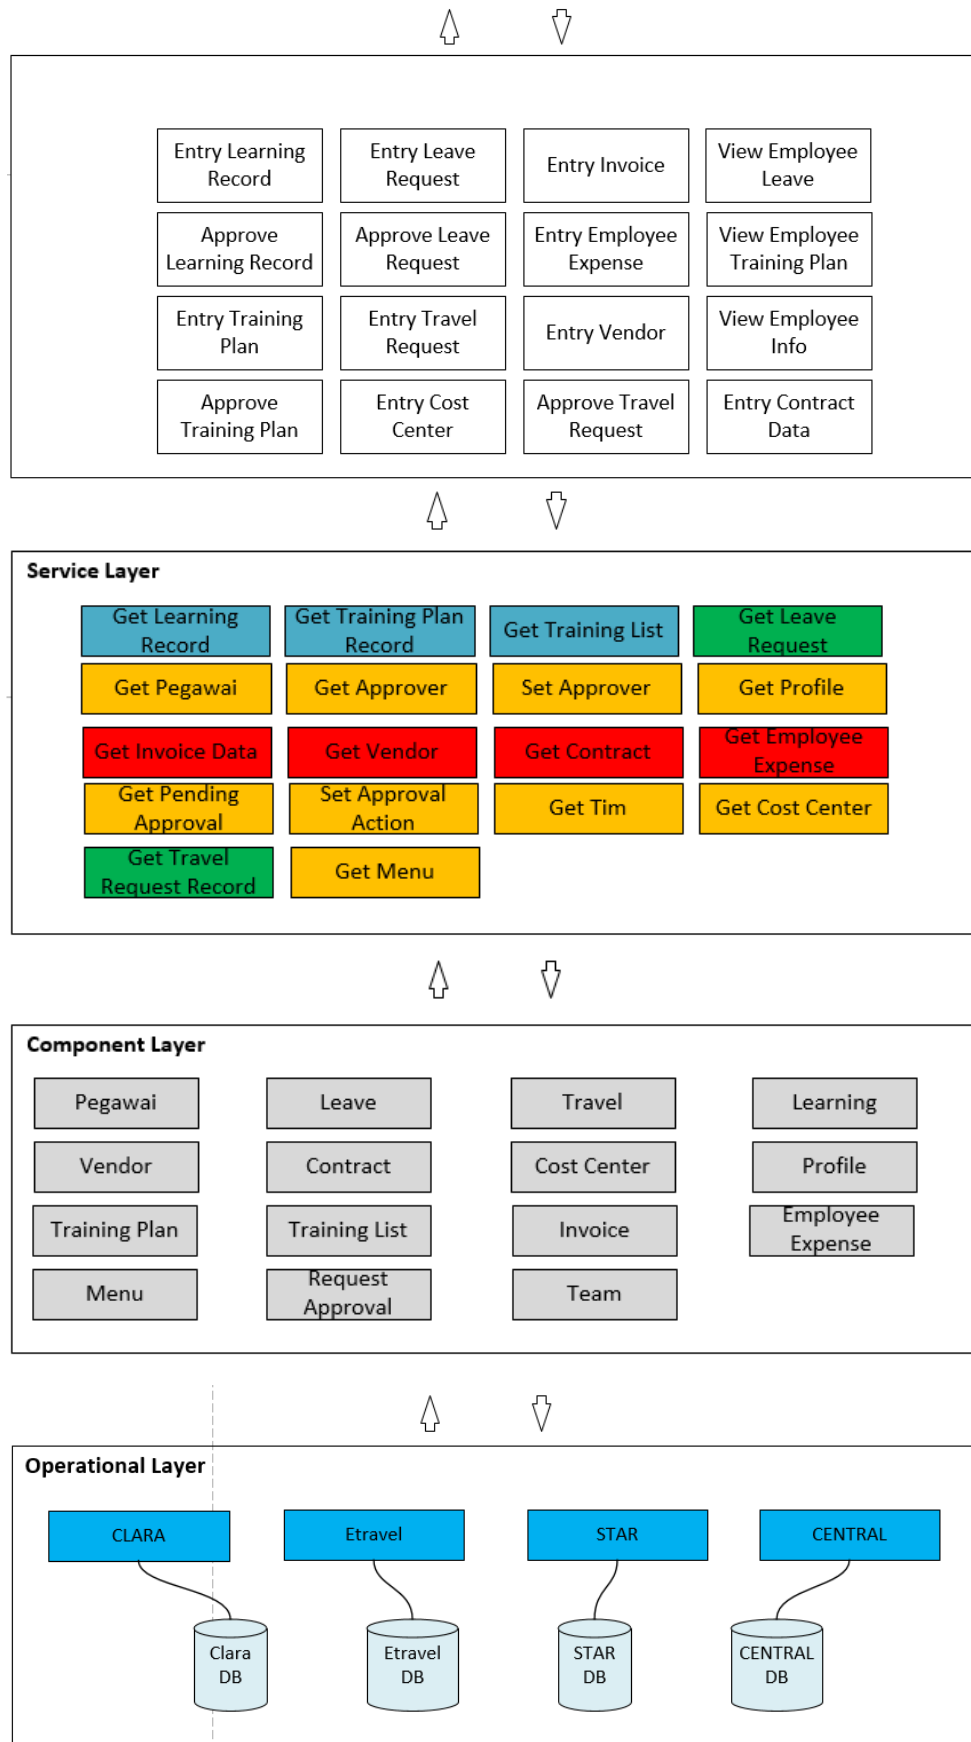 Entry Learning
Record
Entry Leave
Request
Entry Invoice
View Employee
Leave
Approve
Learning Record
Approve Leave
Request
Entry Employee
Expense
View Employee
Training Plan
Entry Training
Plan
Entry Travel
Request
Entry Vendor
View Employee
Info
Approve
Training Plan
Entry Cost
Center
Approve Travel
Request
Entry Contract
Data
Service Layer
Get Learning
Record
Get Training Plan
Record
Get Training List
Get Leave
Request
Get Pegawai
Get Approver
Set Approver
Get Profile
Get Invoice Data
Get Vendor
Get Contract
Get Employee
Expense
Get Pending
Approval
Set Approval
Action
Get Tim
Get Cost Center
Get Travel
Request Record
Get Menu
Component Layer
Pegawai
Leave
Travel
Learning
Vendor
Contract
Cost Center
Profile
Training Plan
Training List
Invoice
Employee
Expense
Menu
Request
Approval
Team
Operational Layer
CLARA
Etravel
STAR
CENTRAL
Clara
DB
Etravel
DB
STAR
DB
CENTRAL
DB